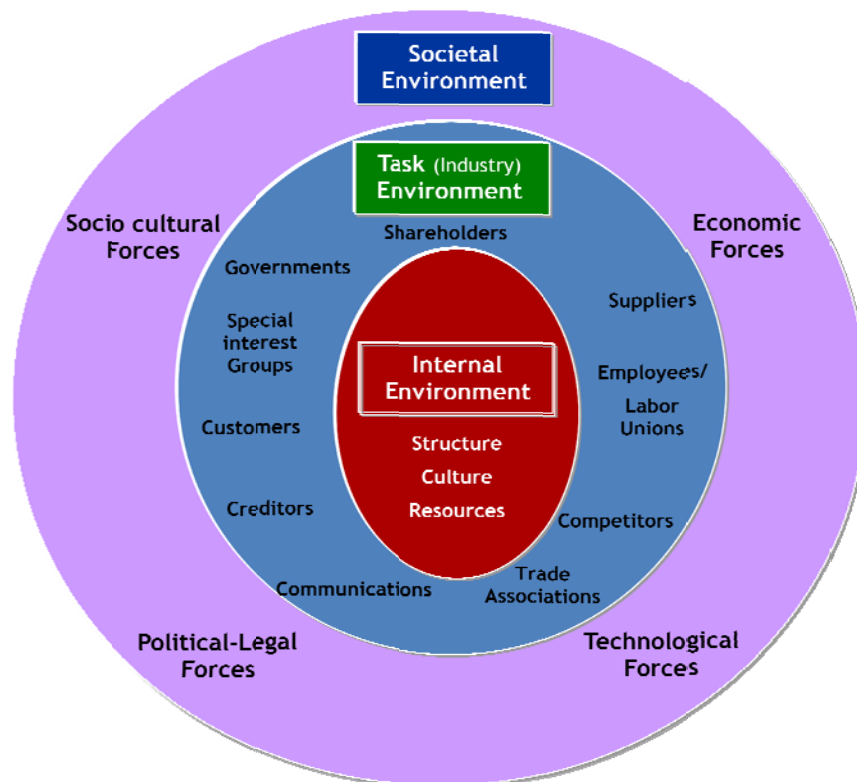 Societal
Environment
Task (Industry)
Environment
Shareholders
Socio cultural
Forces
Economic
Forces
Governments
Suppliers
Special
interest
Groups
Internal
Environment
Employees/
Labor
Unions
Customers
Structure
Culture
Resources
Creditors
Competitors
Communications
Trade
Associations
Political-Legal
Forces
Technological
Forces